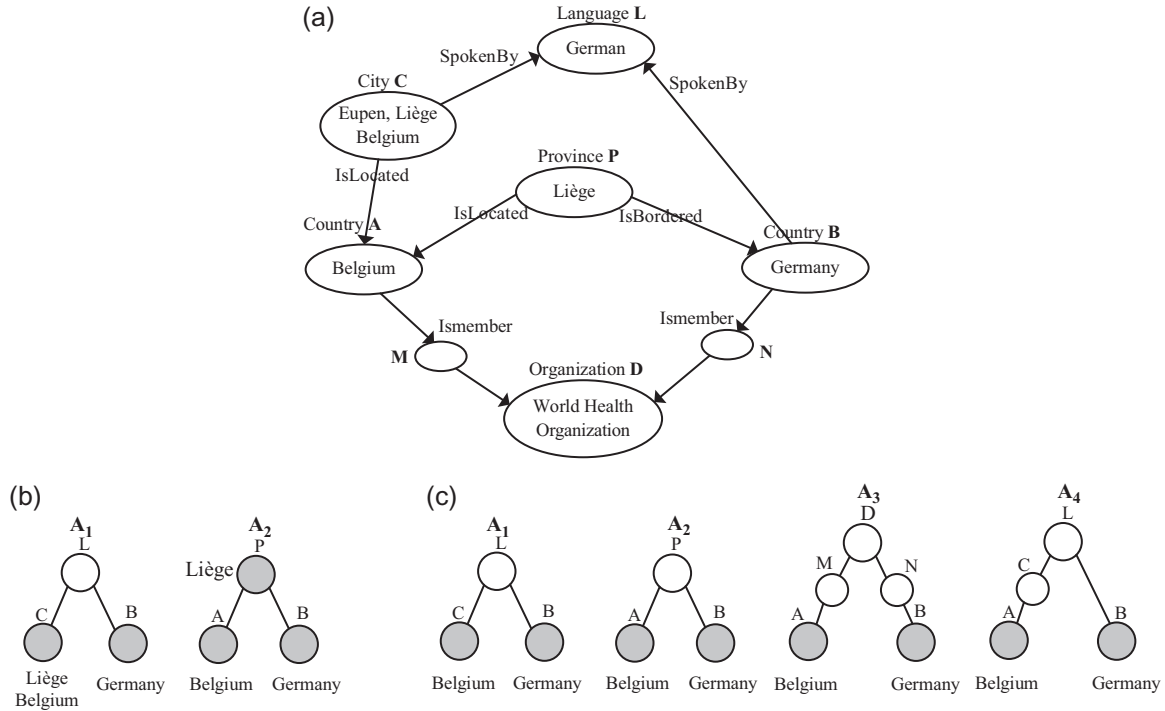 (a)
Language L
German
SpokenBy
SpokenBy
City C
Eupen, Liège
Belgium
Province P
Liège
IsLocated
IsLocated
IsBordered
Country A
Country B
Belgium
Germany
Ismember
Ismember
M
N
Organization D
World Health
Organization
(b)
A1
L
C
B
Liège
Belgium
Germany
A2
P
Liège
A
B
Belgium
Germany
(c)
A1
L
C
B
Belgium
Germany
A2
P
A
B
Belgium
Germany
A3
D
M
N
A
B
Belgium
Germany
A4
L
C
A
B
Belgium
Germany